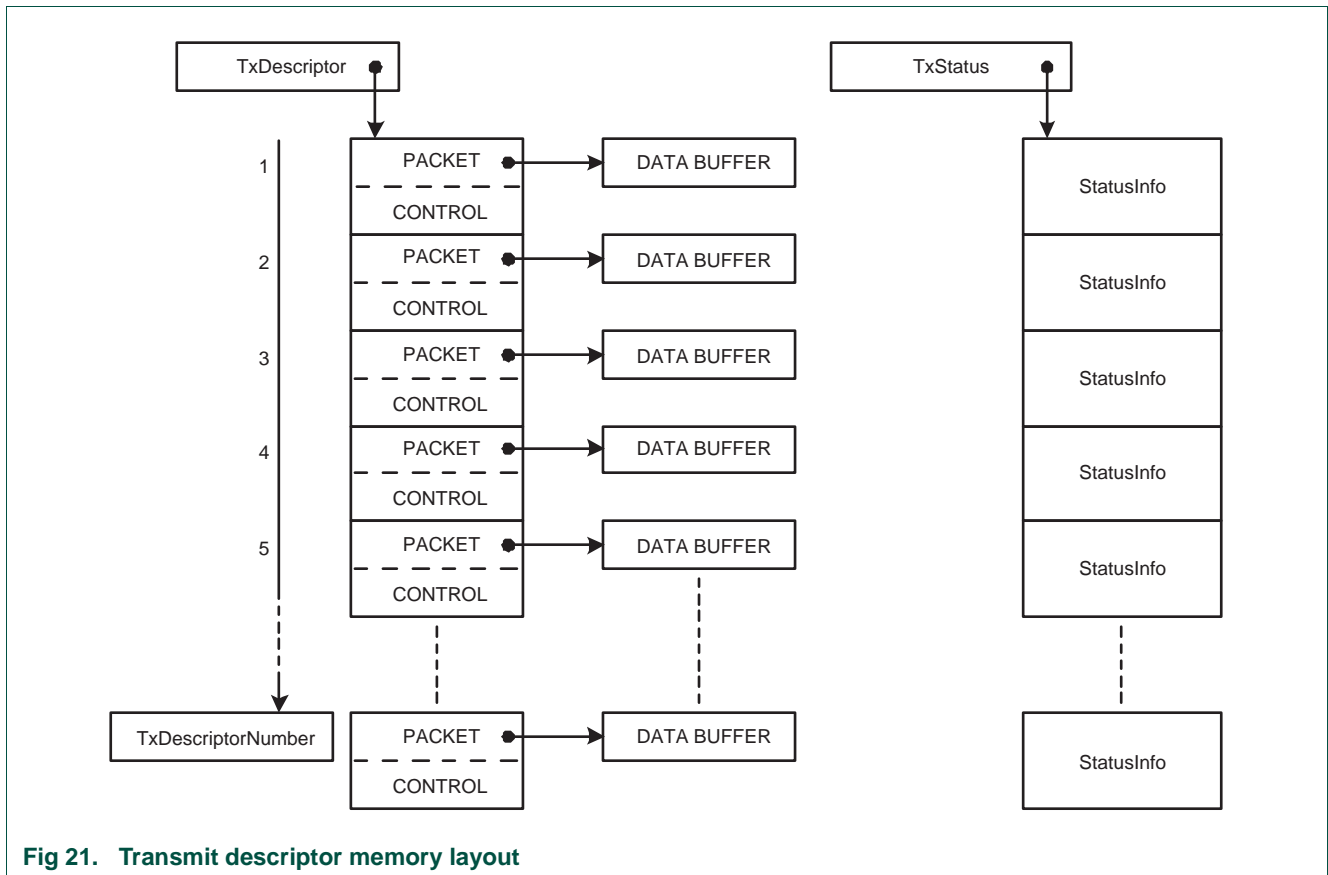 TxDescriptor
TxStatus
1
PACKET
DATA BUFFER
CONTROL
StatusInfo
2
PACKET
DATA BUFFER
CONTROL
StatusInfo
3
PACKET
DATA BUFFER
CONTROL
StatusInfo
4
PACKET
DATA BUFFER
CONTROL
StatusInfo
5
PACKET
DATA BUFFER
CONTROL
StatusInfo
TxDescriptorNumber
PACKET
DATA BUFFER
CONTROL
StatusInfo
Fig 21. Transmit descriptor memory layout